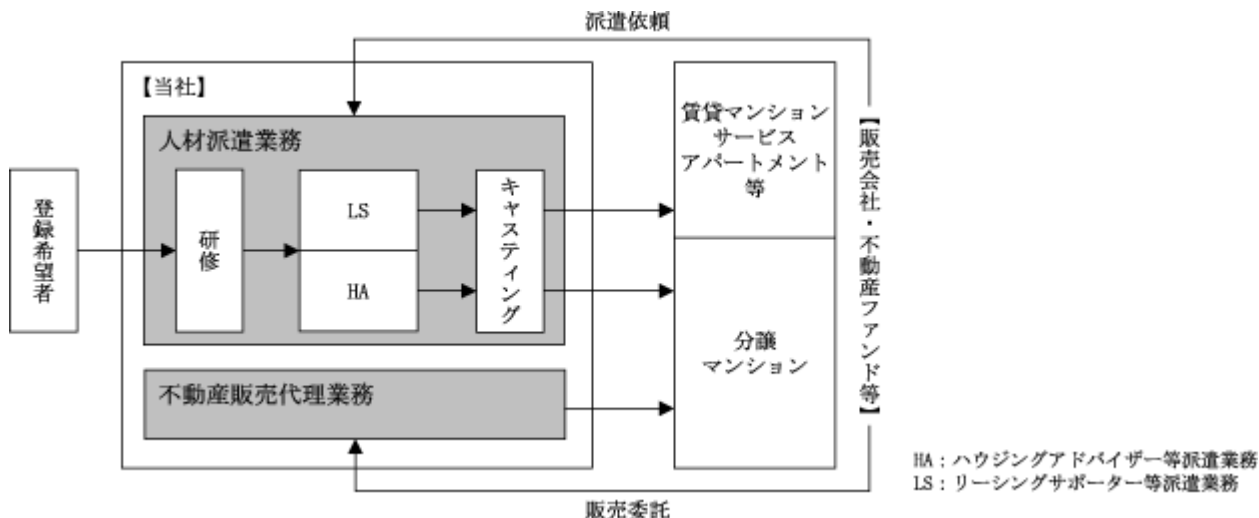 派遣依頼
【当社】
人材派遣業務
登録希望者
研修
LS
HA
キャスティング
賃貸マンション
サービス
アパートメント
等
分譲
マンション
【販売会社・不動産ファンド等】
不動産販売代理業務
販売委託
HA：ハウジングアドバイザー等派遣業務
LS：リーシングサポーター等派遣業務